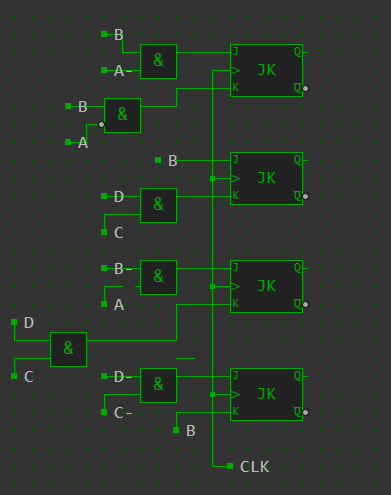 B
& J Q
A- JK
B & K Q̅
A
B J Q
JK
D & K Q̅
C
B- & J Q
JK
A K Q̅
D
&
C D- & J Q
JK
C- K Q̅
B
CLK